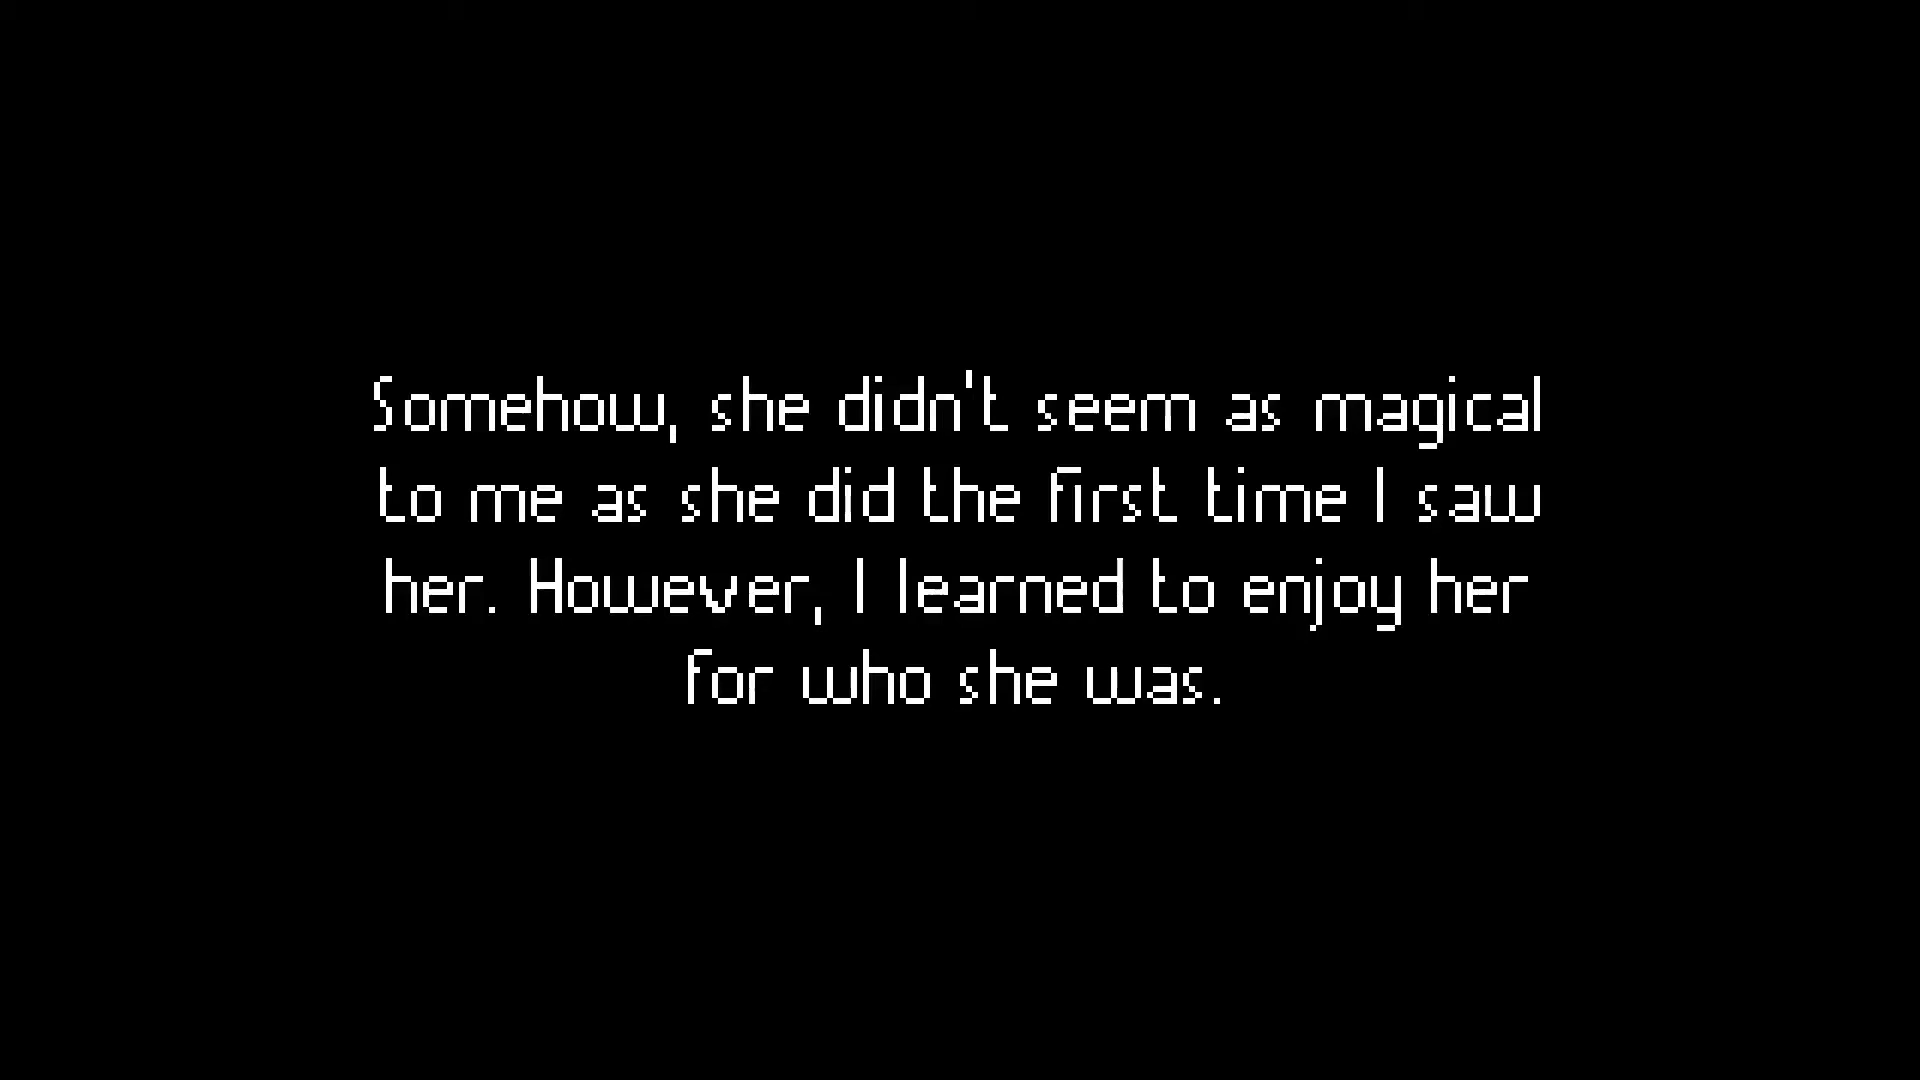 Somehow, she didn't seem as magical
to me as she did the first time I saw
her. However, I learned to enjoy her
for who she was.